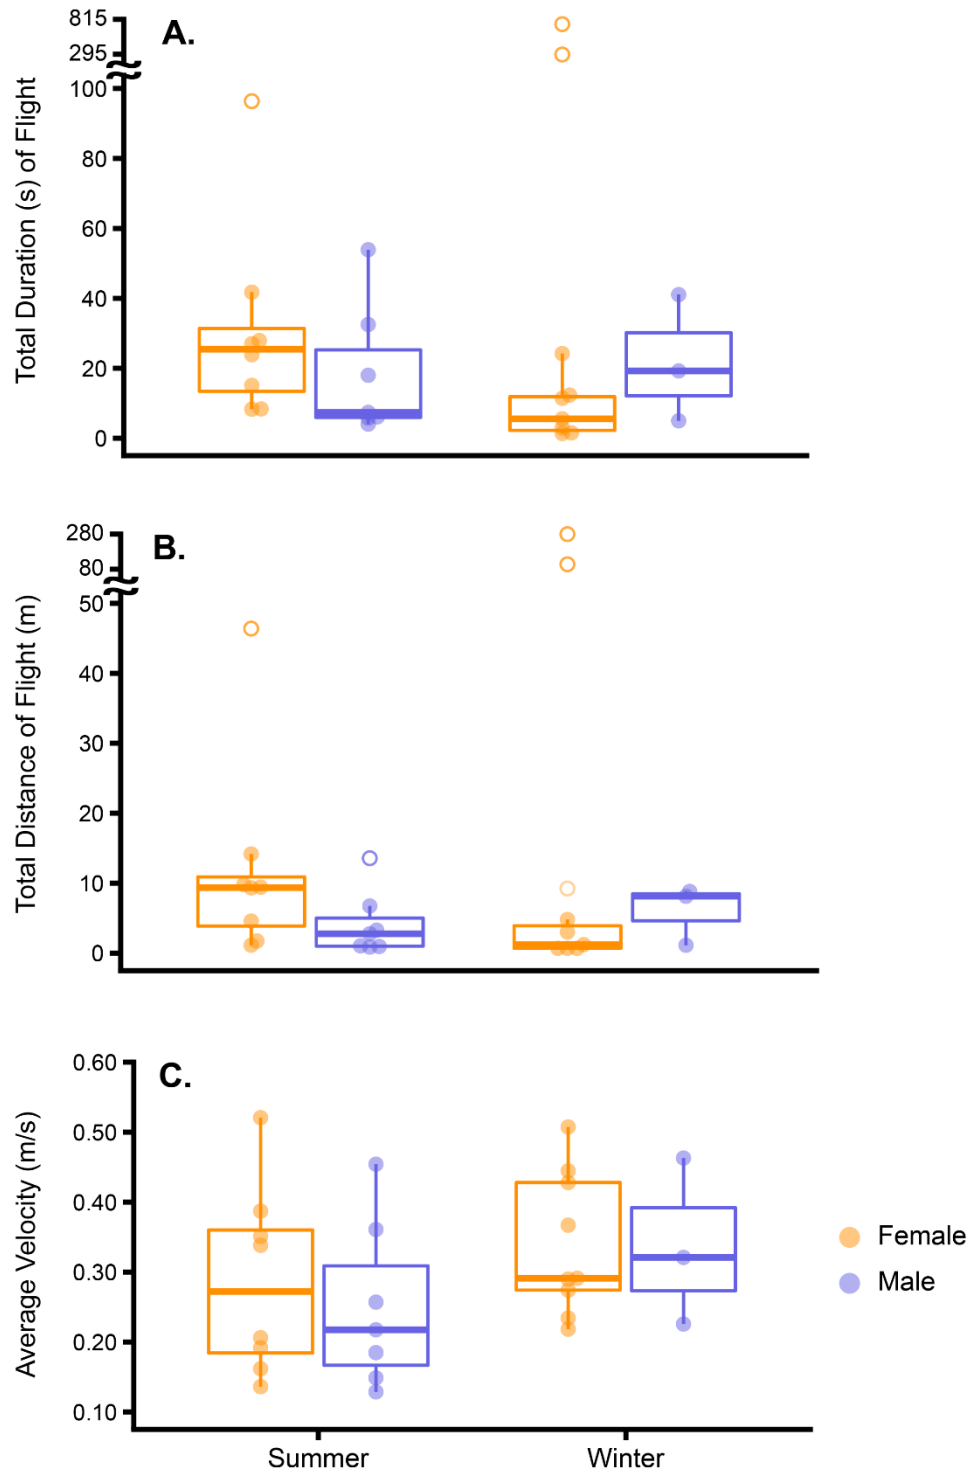 A.
Total Duration (s) of Flight
815
295
100
80
60
40
20
0
B.
Total Distance of Flight (m)
280
80
50
40
30
20
10
0
C.
Average Velocity (m/s)
0.60
0.50
0.40
0.30
0.20
0.10
Summer
Winter
Female
Male